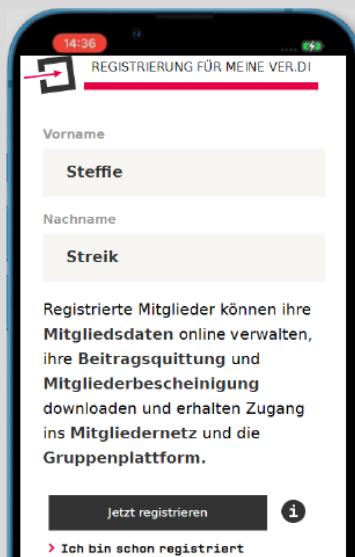 14:36
REGISTRIERUNG FÜR MEINE VER.DI
Vorname
Steffie
Nachname
Streik
Registrierte Mitglieder können ihre
Mitgliedsdaten online verwalten,
ihre Beitragsquittung und
Mitgliederbescheinigung
downloaden und erhalten Zugang
ins Mitgliedernetz und die
Gruppenplattform.
Jetzt registrieren
i
> Ich bin schon registriert